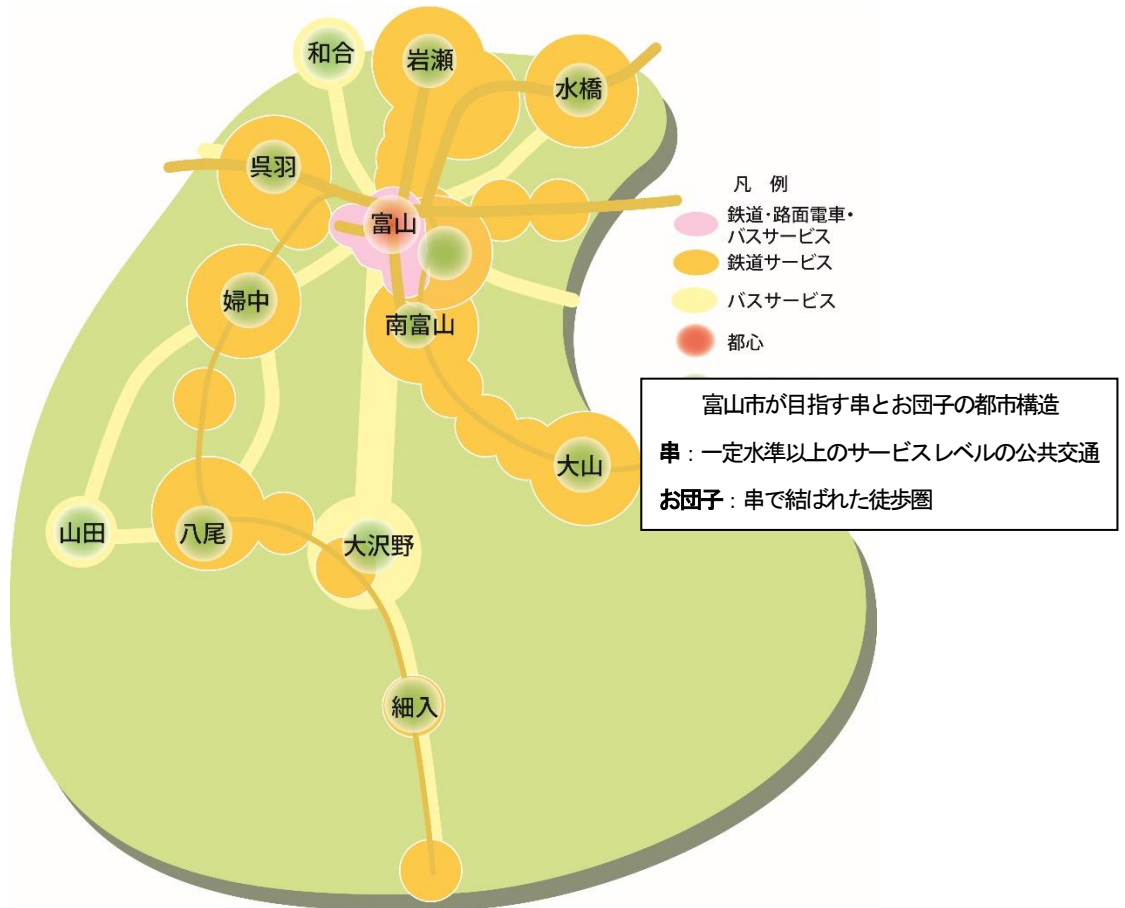 和合
岩瀬
水橋
呉羽
富山
婦中
南富山
大山
山田
八尾
大沢野
細入
凡 例
鉄道・路面電車・
バスサービス
鉄道サービス
バスサービス
都心
富山市が目指す串とお団子の都市構造
串：一定水準以上のサービスレベルの公共交通
お団子：串で結ばれた徒歩圏